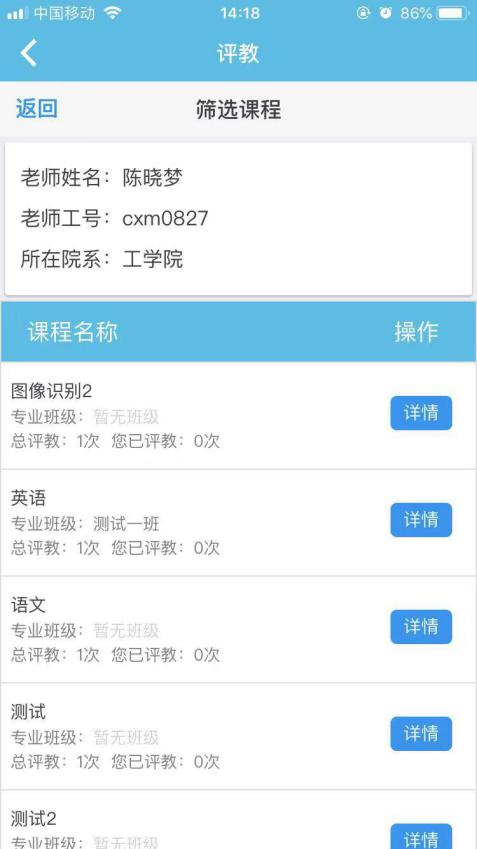 中国移动 14:18 86%
评教
返回 筛选课程
老师姓名：陈晓梦
老师工号：cxm0827
所在院系：工学院
课程名称 操作
图像识别2
专业班级：暂无班级
总评教：1次 您已评教：0次
详情
英语
专业班级：测试一班
总评教：1次 您已评教：0次
详情
语文
专业班级：暂无班级
总评教：1次 您已评教：0次
详情
测试
专业班级：暂无班级
总评教：1次 您已评教：0次
详情
测试2
专业班级：暂无班级
详情